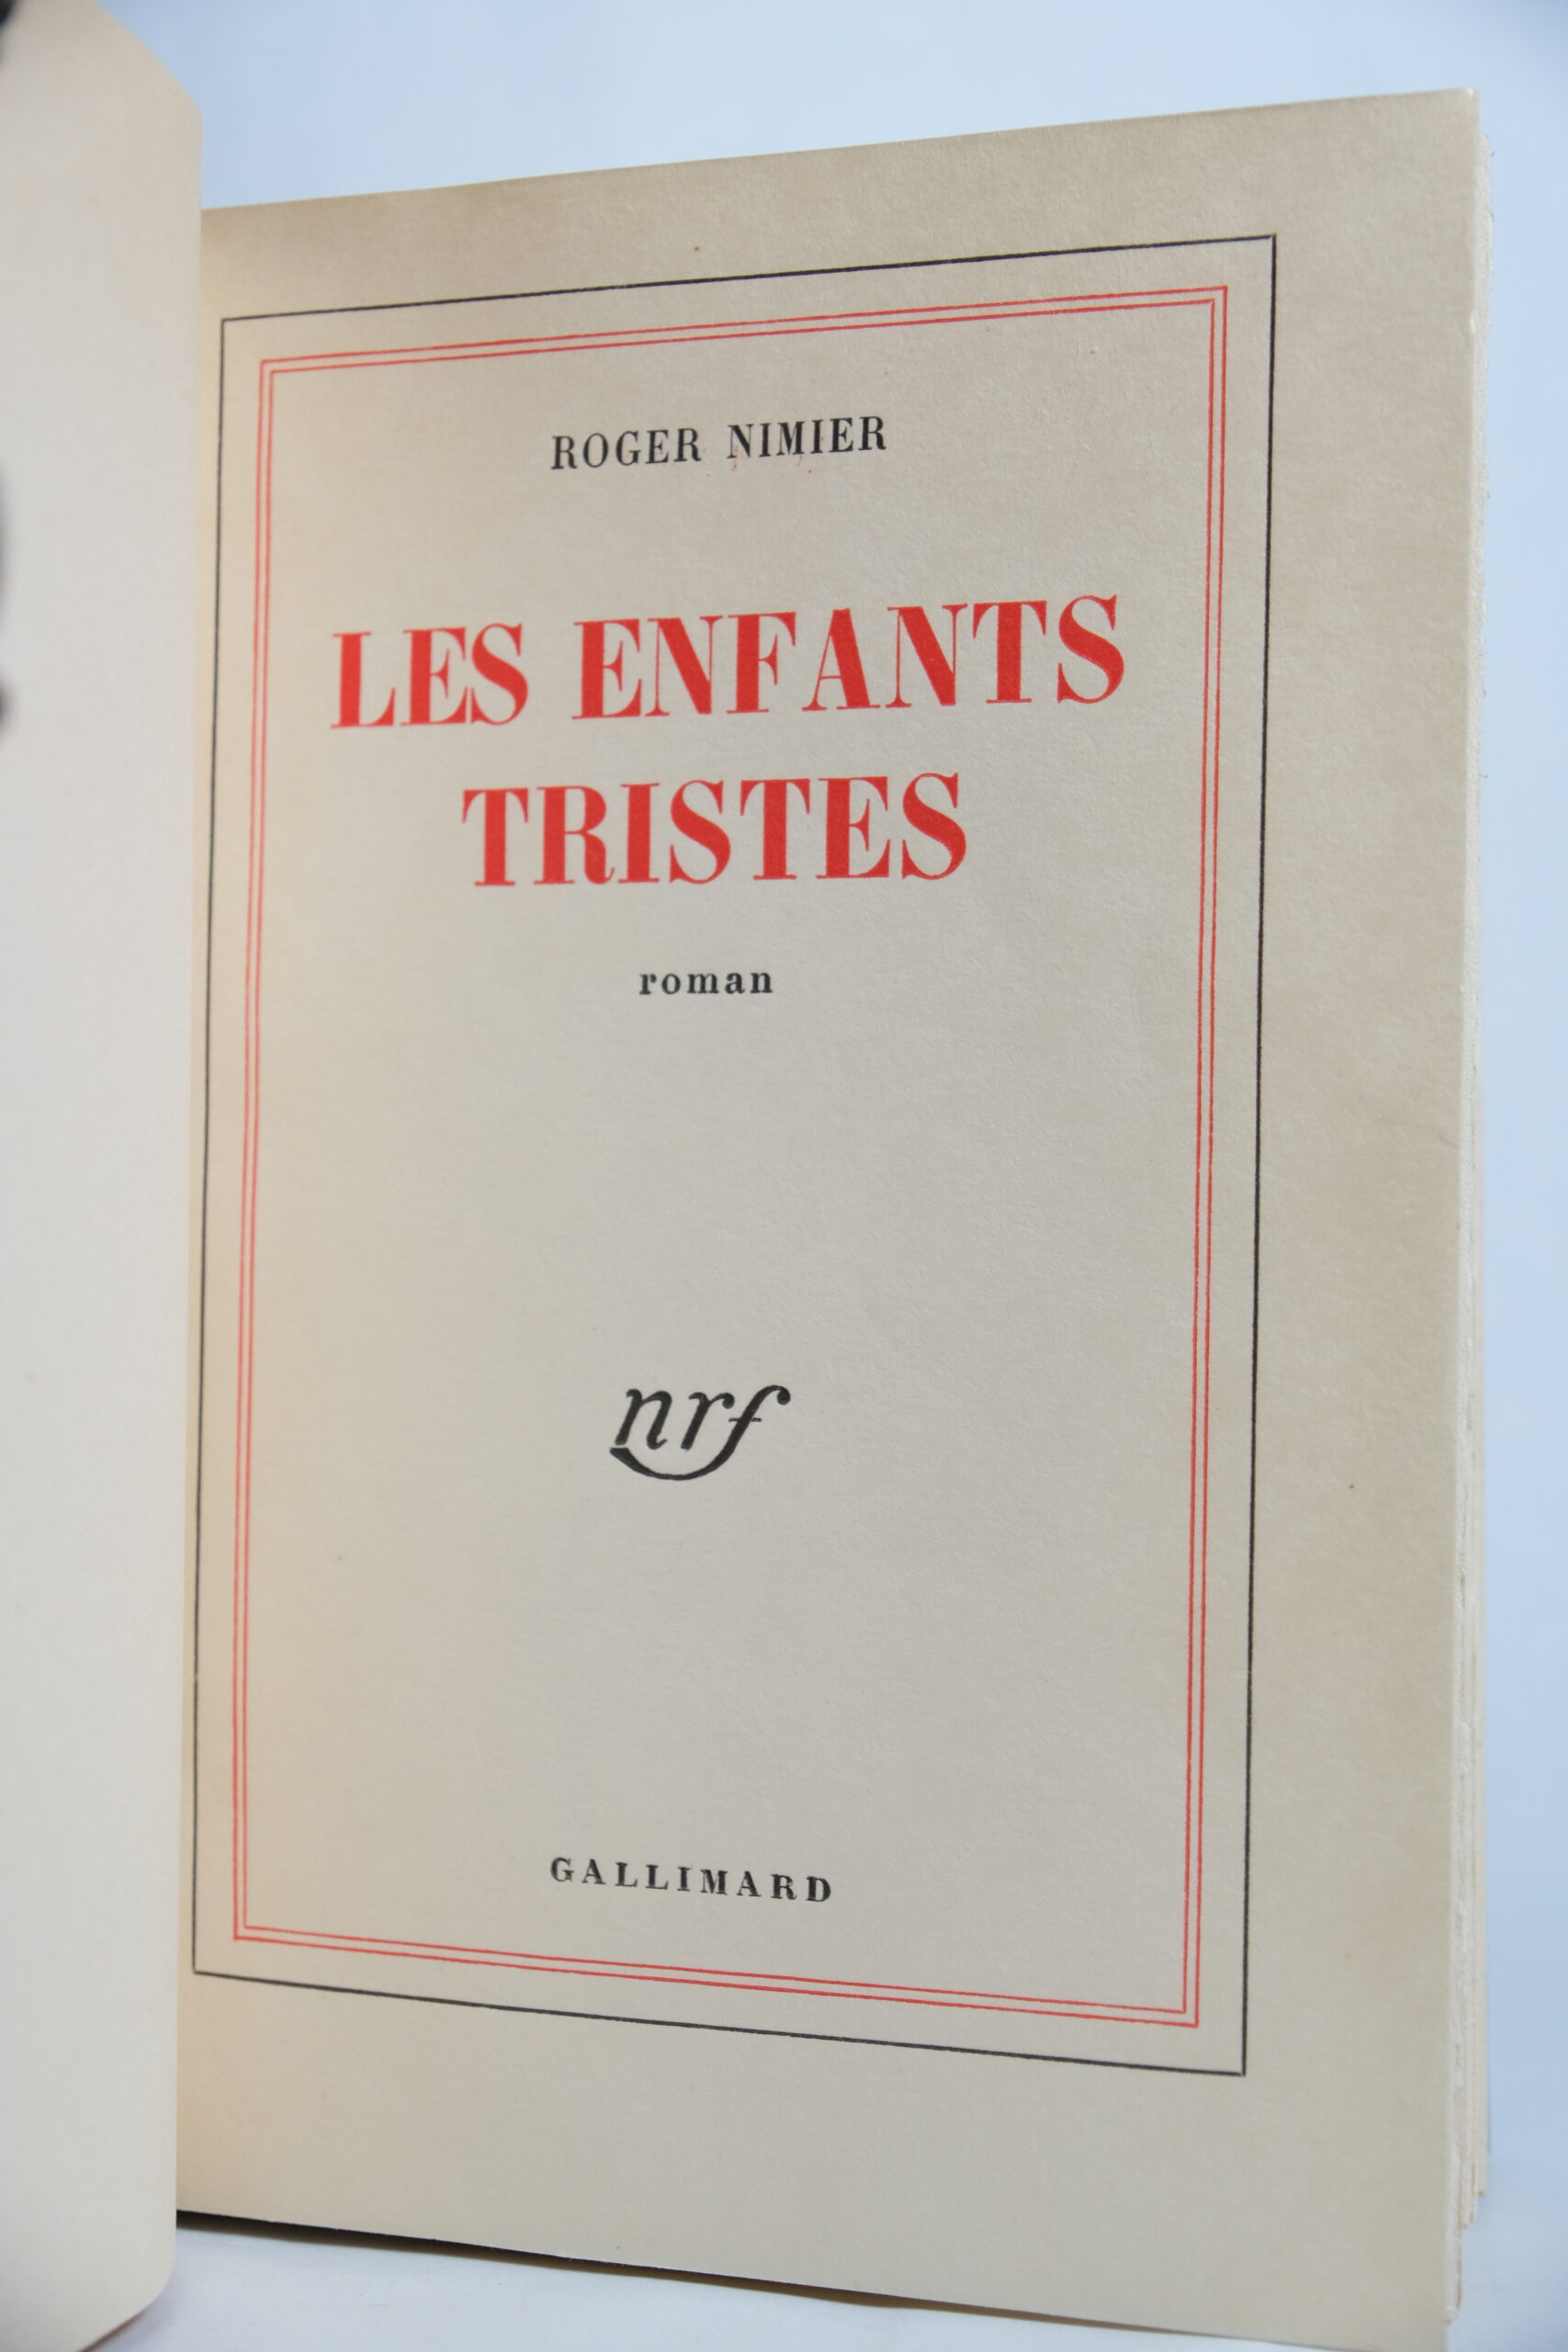 ROGER NIMIER
LES ENFANTS
TRISTES
roman
nrf
GALLIMARD